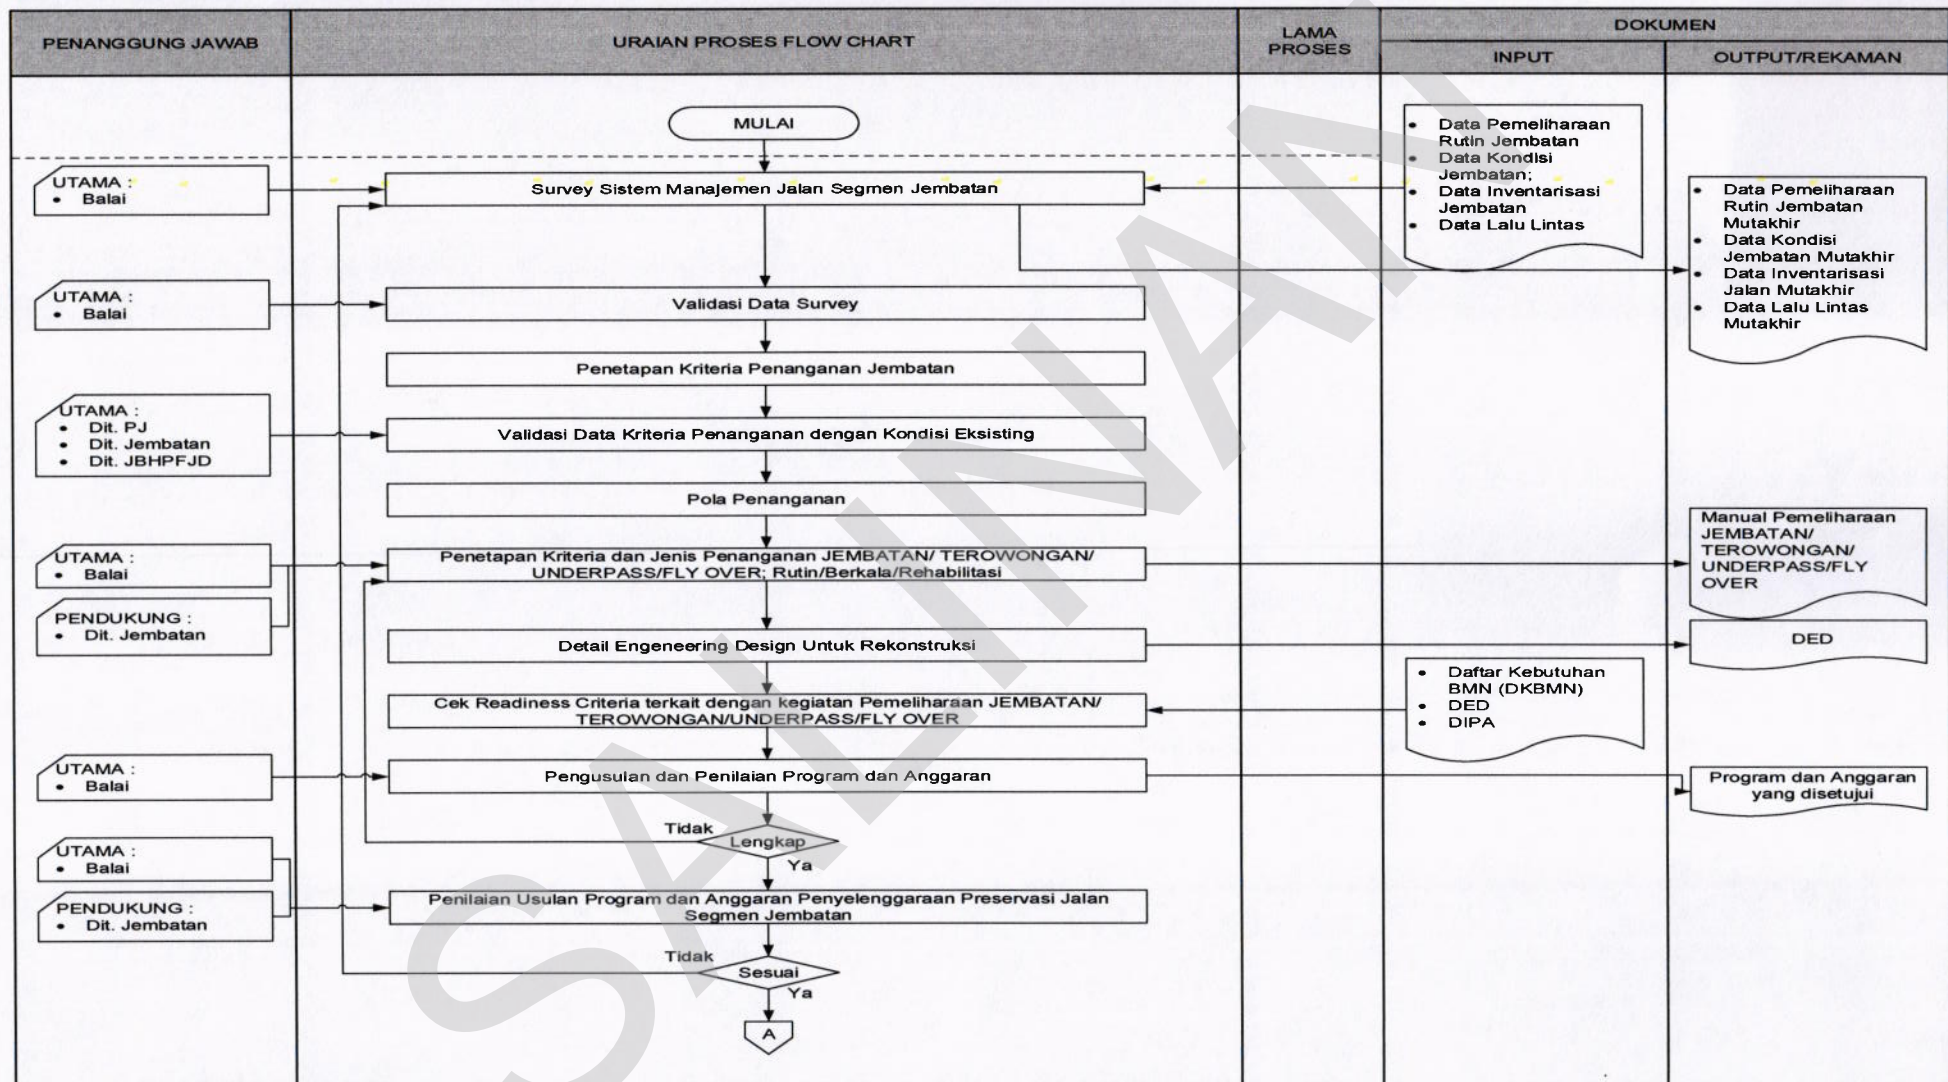 PENANGGUNG JAWAB
URAIAN PROSES FLOW CHART
LAMA
PROSES
DOKUMEN
INPUT
OUTPUT/REKAMAN
MULAI
UTAMA :
• Balai
Survey Sistem Manajemen Jalan Segmen Jembatan
• Data Pemeliharaan
Rutin Jembatan
• Data Kondisi
Jembatan;
• Data Inventarisasi
Jembatan
• Data Lalu Lintas
• Data Pemeliharaan
Rutin Jembatan
Mutakhir
• Data Kondisi
Jembatan Mutakhir
• Data Inventarisasi
Jalan Mutakhir
• Data Lalu Lintas
Mutakhir
UTAMA :
• Balai
Validasi Data Survey
Penetapan Kriteria Penanganan Jembatan
UTAMA :
• Dit. PJ
• Dit. Jembatan
• Dit. JBHPFJD
Validasi Data Kriteria Penanganan dengan Kondisi Eksisting
Pola Penanganan
UTAMA :
• Balai
PENDUKUNG :
• Dit. Jembatan
Penetapan Kriteria dan Jenis Penanganan JEMBATAN/ TEROWONGAN/
UNDERPASS/FLY OVER; Rutin/Berkala/Rehabilitasi
Manual Pemeliharaan
JEMBATAN/
TEROWONGAN/
UNDERPASS/FLY
OVER
Detail Engeneering Design Untuk Rekonstruksi
DED
Cek Readiness Criteria terkait dengan kegiatan Pemeliharaan JEMBATAN/
TEROWONGAN/UNDERPASS/FLY OVER
• Daftar Kebutuhan
BMN (DKBMN)
• DED
• DIPA
UTAMA :
• Balai
Pengusulan dan Penilaian Program dan Anggaran
Program dan Anggaran
yang disetujui
Tidak
Lengkap
Ya
UTAMA :
• Balai
PENDUKUNG :
• Dit. Jembatan
Penilaian Usulan Program dan Anggaran Penyelenggaraan Preservasi Jalan
Segmen Jembatan
Tidak
Sesuai
Ya
A
SALINAN